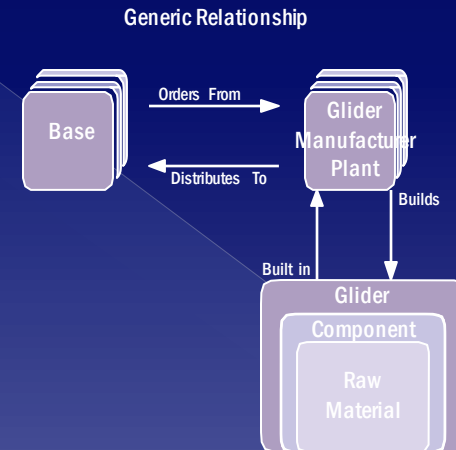 Generic Relationship
Orders From
Base
Glider
Manufacturer
Plant
Distributes To
Builds
Built in
Glider
Component
Raw
Material